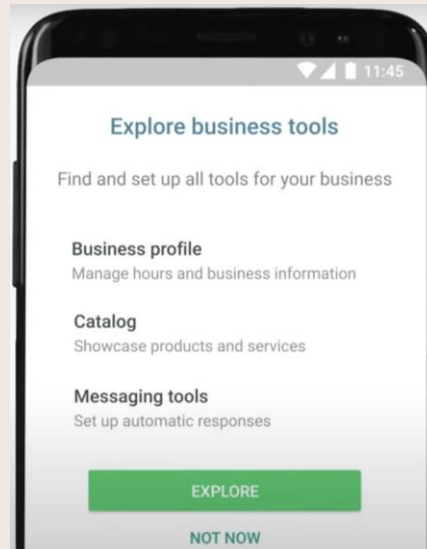 11:45
Explore business tools
Find and set up all tools for your business
Business profile
Manage hours and business information
Catalog
Showcase products and services
Messaging tools
Set up automatic responses
EXPLORE
NOT NOW